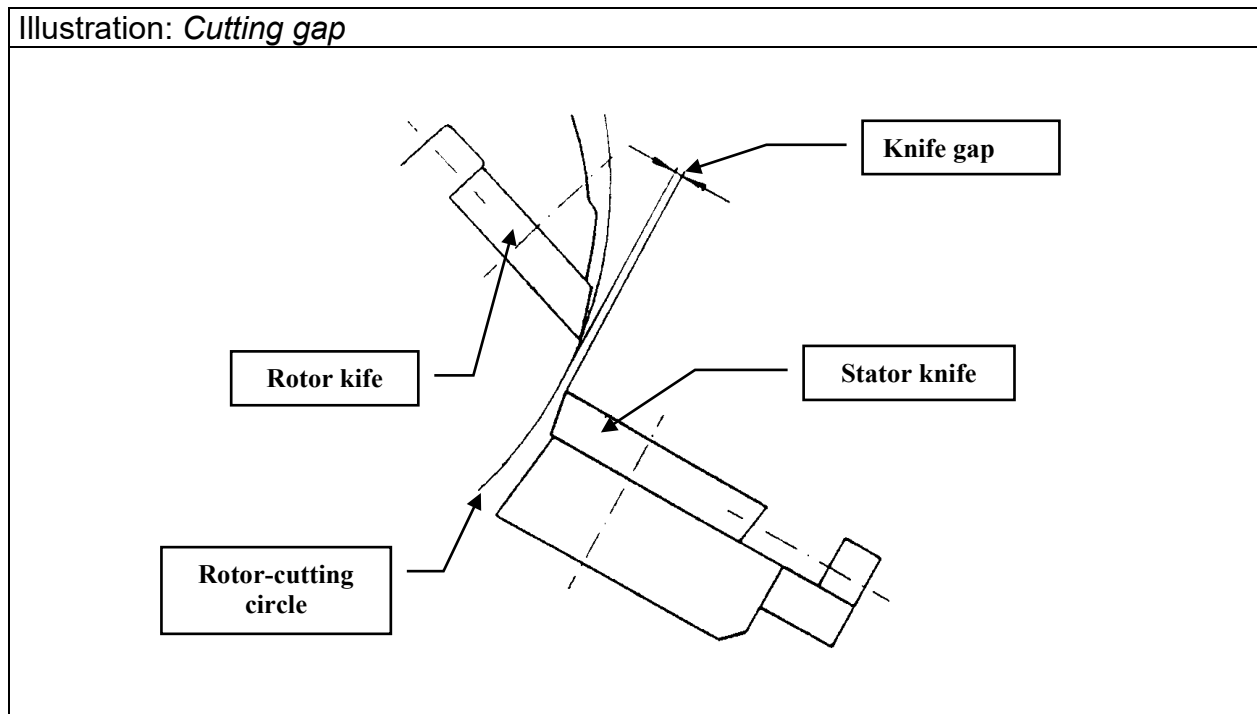 Illustration: Cutting gap
Knife gap
Rotor kife
Stator knife
Rotor-cutting
circle